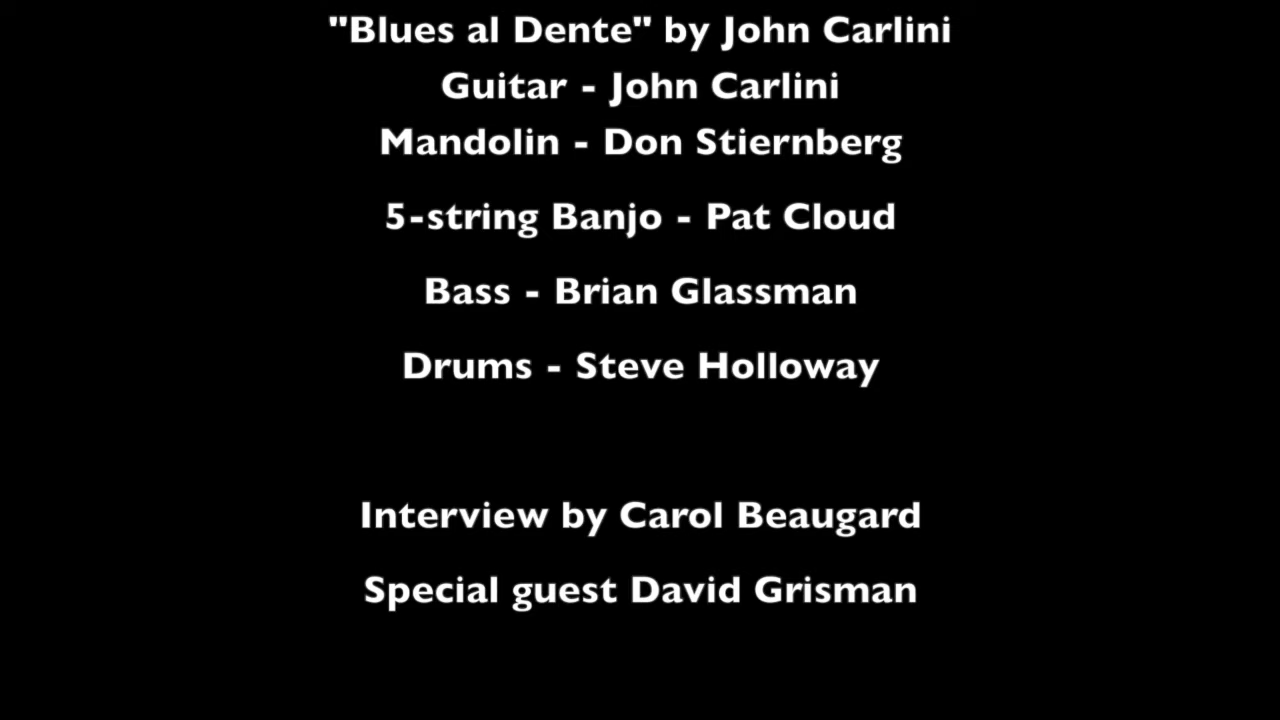 "Blues al Dente" by John Carlini
Guitar - John Carlini
Mandolin - Don Stiernberg
5-string Banjo - Pat Cloud
Bass - Brian Glassman
Drums - Steve Holloway
Interview by Carol Beaugard
Special guest David Grisman